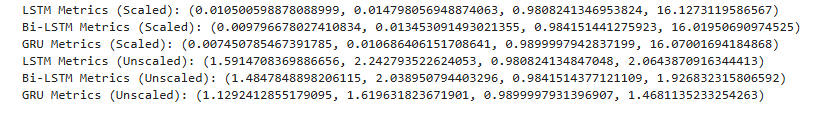 LSTM Metrics (Scaled): (0.010500598878088999, 0.014798056948874063, 0.9808241346953824, 16.1273119586567)
Bi-LSTM Metrics (Scaled): (0.009796678027410834, 0.013453091493021355, 0.984151441275923, 16.01950690974525)
GRU Metrics (Scaled): (0.007450785467391785, 0.010686406151708641, 0.9899997942837199, 16.07001694184868)
LSTM Metrics (Unscaled): (1.5914708369886656, 2.242793522624053, 0.980824134847048, 2.0643870916344413)
Bi-LSTM Metrics (Unscaled): (1.4847848898206115, 2.038950794403296, 0.9841514377121109, 1.926832315806592)
GRU Metrics (Unscaled): (1.1292412855179095, 1.619631823671901, 0.9899997931396907, 1.4681135233254263)